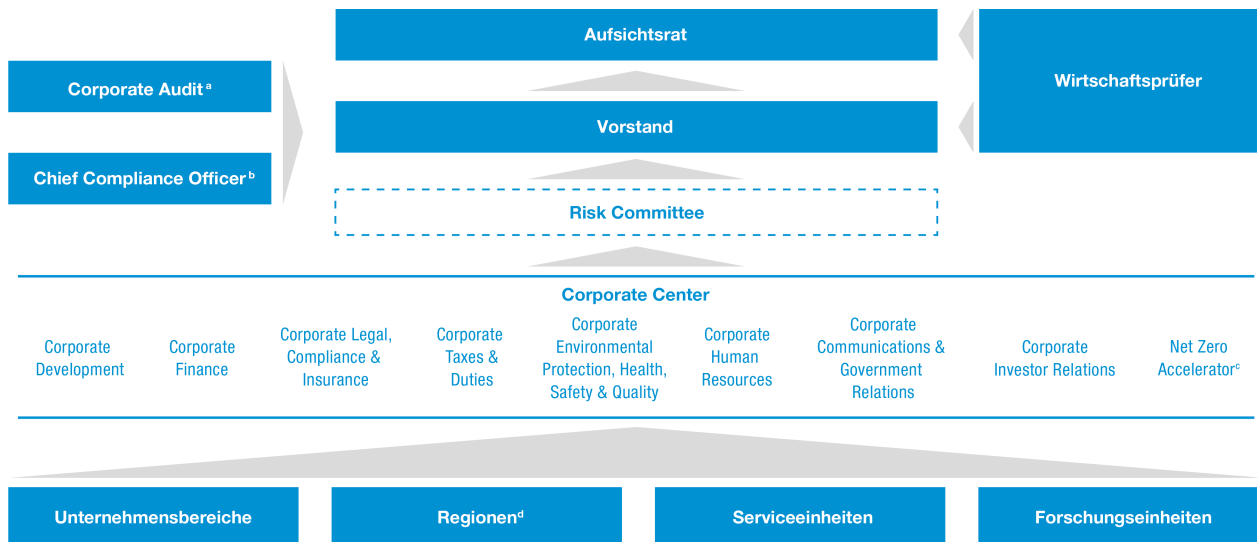 Aufsichtsrat
Wirtschaftsprüfer
Corporate Audit ᵃ
Vorstand
Chief Compliance Officer ᵇ
Risk Committee
Corporate Center
Corporate
Development
Corporate
Finance
Corporate Legal,
Compliance &
Insurance
Corporate
Taxes &
Duties
Corporate
Environmental
Protection, Health,
Safety & Quality
Corporate
Human
Resources
Corporate
Communications &
Government
Relations
Corporate
Investor Relations
Net Zero
Acceleratorᶜ
Unternehmensbereiche
Regionenᵈ
Serviceeinheiten
Forschungseinheiten